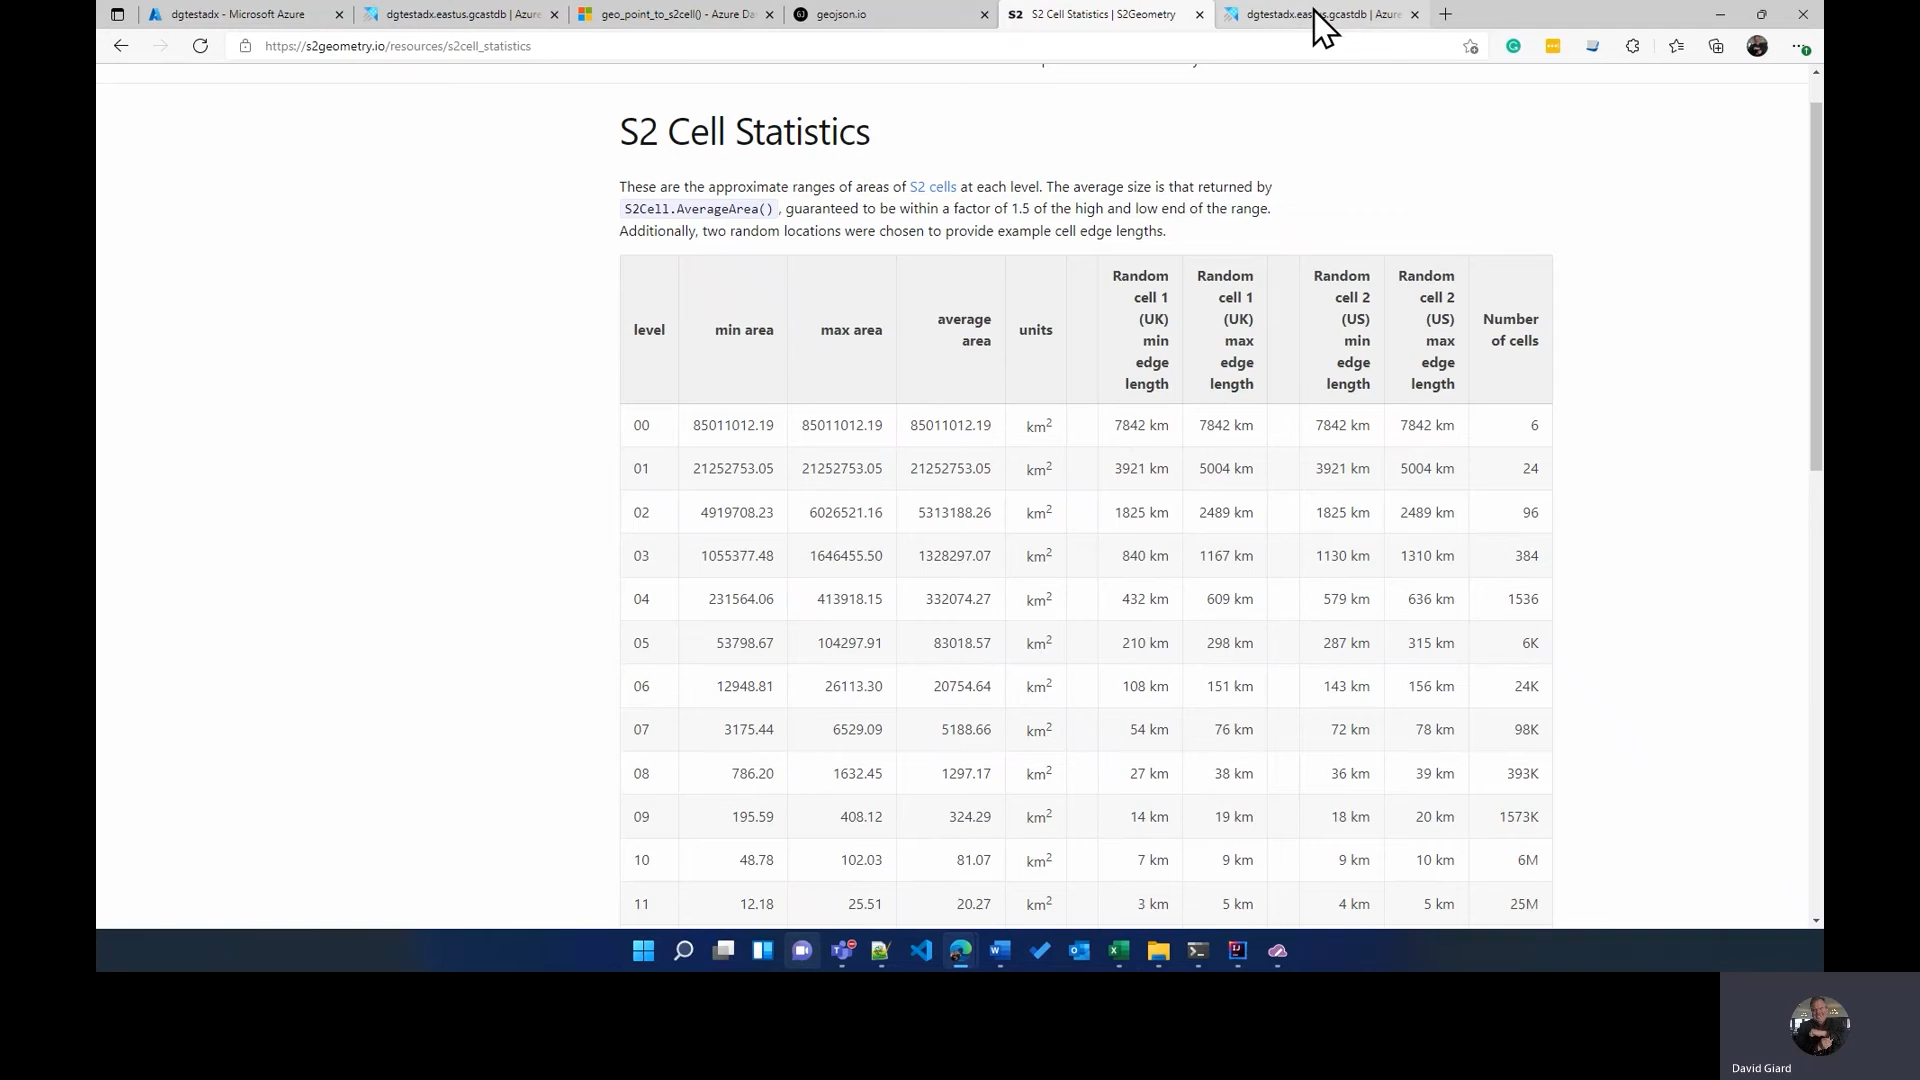 dgtestadx - Microsoft Azure
dgtestadx.eastus.gcastdb | Azure
geo_point_to_s2cell() - Azure Da
geojson.io
S2 S2 Cell Statistics | S2Geometry
dgtestadx.eastus.gcastdb | Azure
https://s2geometry.io/resources/s2cell_statistics
S2 Cell Statistics
These are the approximate ranges of areas of S2 cells at each level. The average size is that returned by
S2Cell.AverageArea() , guaranteed to be within a factor of 1.5 of the high and low end of the range.
Additionally, two random locations were chosen to provide example cell edge lengths.
level min area max area average area units Random cell 1 (UK) min edge length Random cell 1 (UK) max edge length Random cell 2 (US) min edge length Random cell 2 (US) max edge length Number of cells
00 85011012.19 85011012.19 85011012.19 km² 7842 km 7842 km 7842 km 7842 km 6
01 21252753.05 21252753.05 21252753.05 km² 3921 km 5004 km 3921 km 5004 km 24
02 4919708.23 6026521.16 5313188.26 km² 1825 km 2489 km 1825 km 2489 km 96
03 1055377.48 1646455.50 1328297.07 km² 840 km 1167 km 1130 km 1310 km 384
04 231564.06 413918.15 332074.27 km² 432 km 609 km 579 km 636 km 1536
05 53798.67 104297.91 83018.57 km² 210 km 298 km 287 km 315 km 6K
06 12948.81 26113.30 20754.64 km² 108 km 151 km 143 km 156 km 24K
07 3175.44 6529.09 5188.66 km² 54 km 76 km 72 km 78 km 98K
08 786.20 1632.45 1297.17 km² 27 km 38 km 36 km 39 km 393K
09 195.59 408.12 324.29 km² 14 km 19 km 18 km 20 km 1573K
10 48.78 102.03 81.07 km² 7 km 9 km 9 km 10 km 6M
11 12.18 25.51 20.27 km² 3 km 5 km 4 km 5 km 25M
David Giard